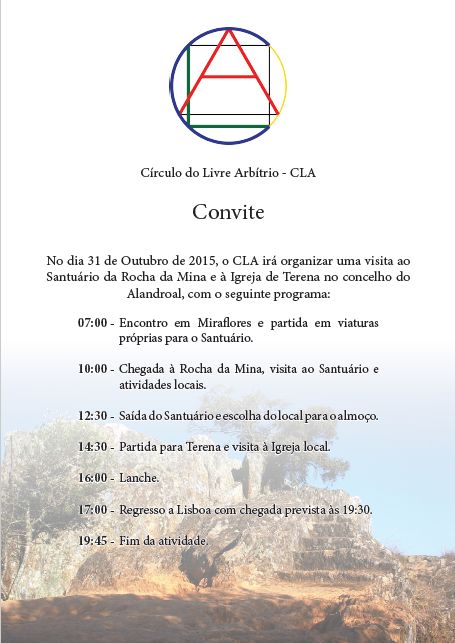 Círculo do Livre Arbítrio - CLA
Convite
No dia 31 de Outubro de 2015, o CLA irá organizar uma visita ao
Santuário da Rocha da Mina e à Igreja de Terena no concelho do
Alandroal, com o seguinte programa:
07:00 - Encontro em Miraflores e partida em viaturas
próprias para o Santuário.
10:00 - Chegada à Rocha da Mina, visita ao Santuário e
atividades locais.
12:30 - Saída do Santuário e escolha do local para o almoço.
14:30 - Partida para Terena e visita à Igreja local.
16:00 - Lanche.
17:00 - Regresso a Lisboa com chegada prevista às 19:30.
19:45 - Fim da atividade.